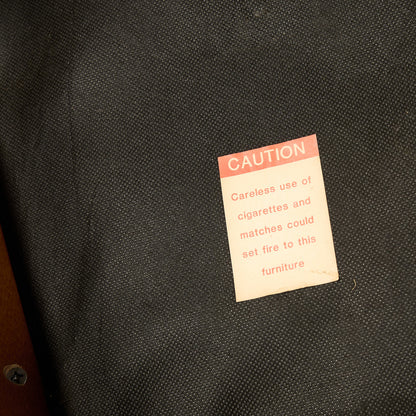 CAUTION
Careless use of
cigarettes and
matches could
set fire to this
furniture